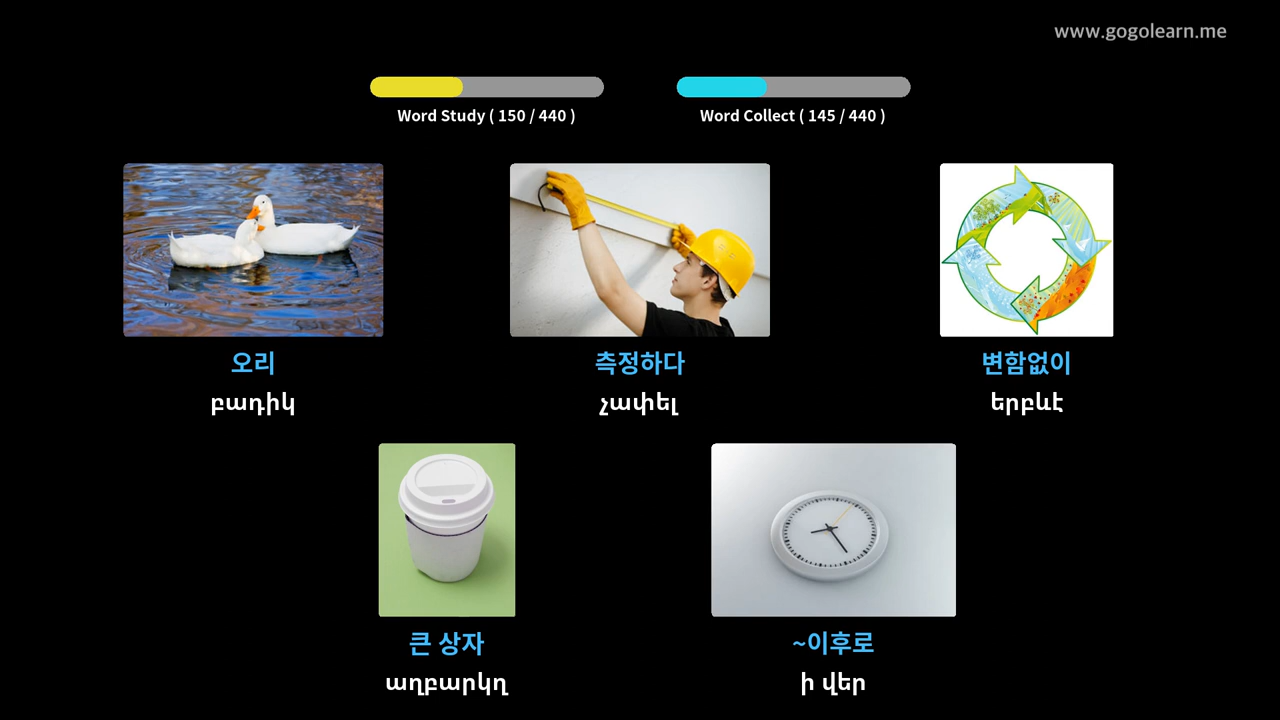 www.gogolearn.me
Word Study ( 150 / 440 )
Word Collect ( 145 / 440 )
오리
բադիկ
측정하다
չափել
변함없이
երբևէ
큰 상자
աղբարկղ
~이후로
ի վեր